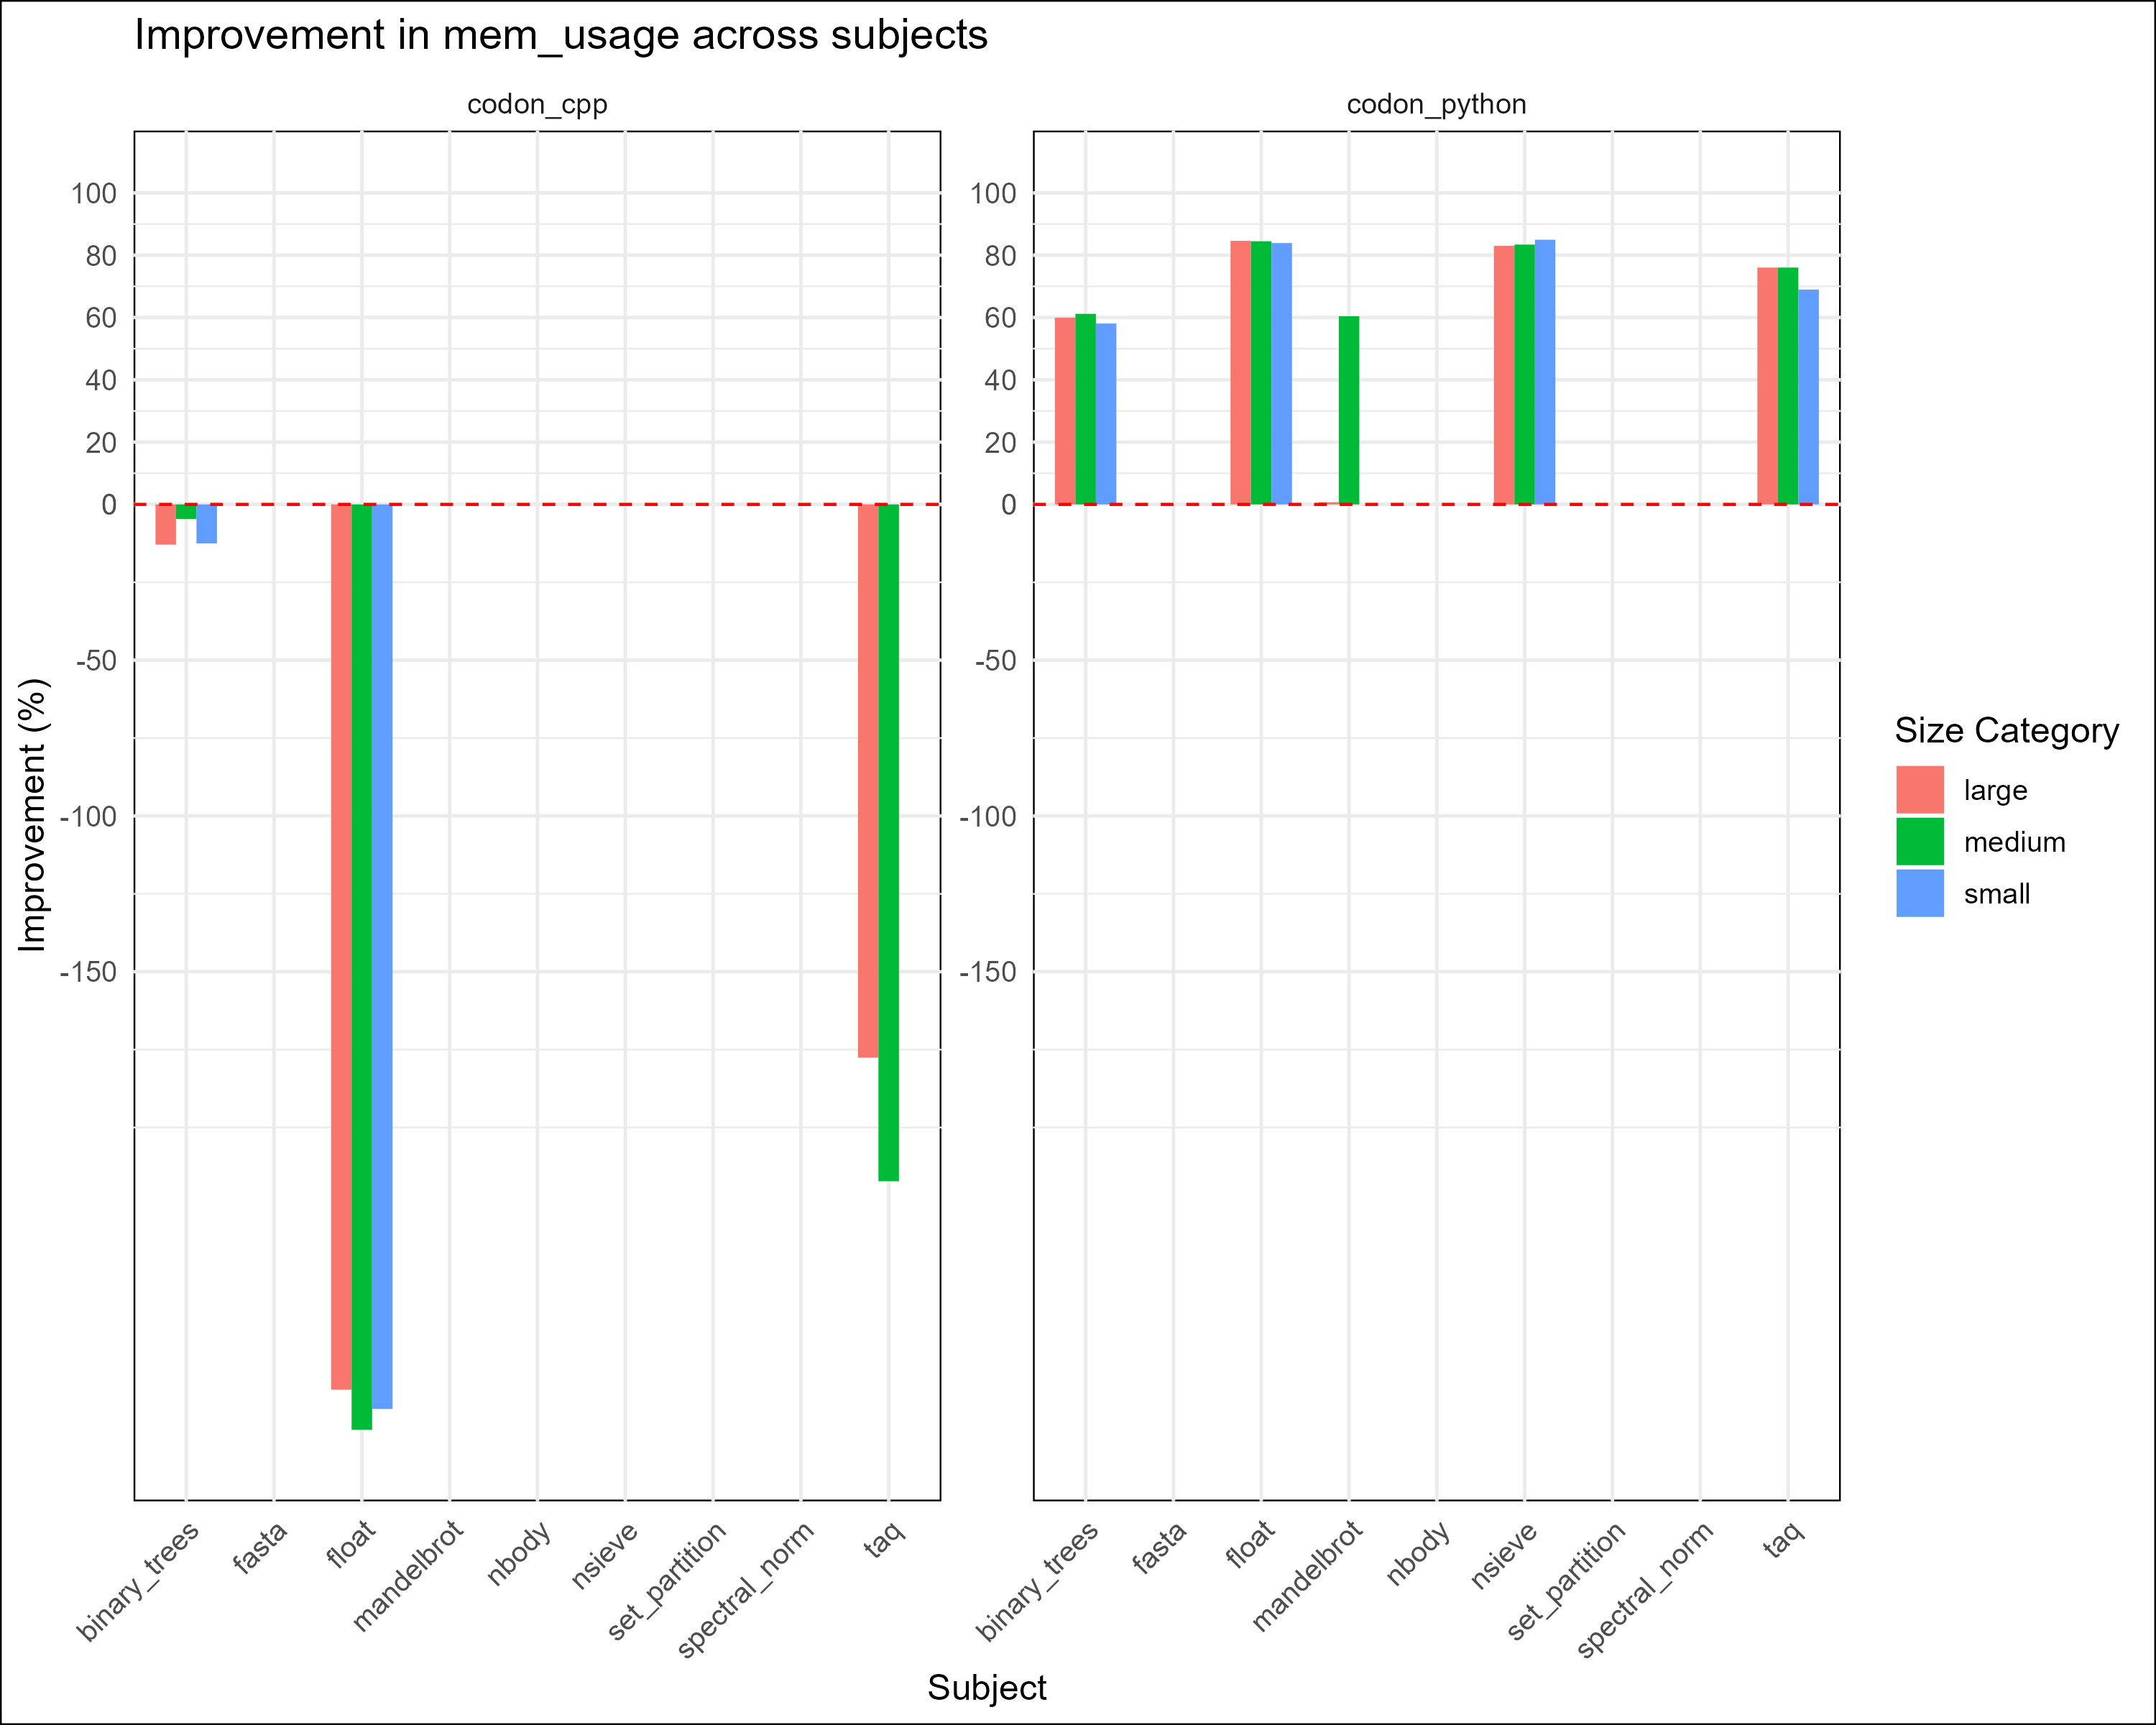 Improvement in mem_usage across subjects
codon_cpp
codon_python
100
80
60
40
20
0
-50
-100
-150
100
80
60
40
20
0
-50
-100
-150
Improvement (%)
binary_trees
fasta
float
mandelbrot
nbody
nsieve
set_partition
spectral_norm
taq
binary_trees
fasta
float
mandelbrot
nbody
nsieve
set_partition
spectral_norm
taq
Subject
Size Category
large
medium
small